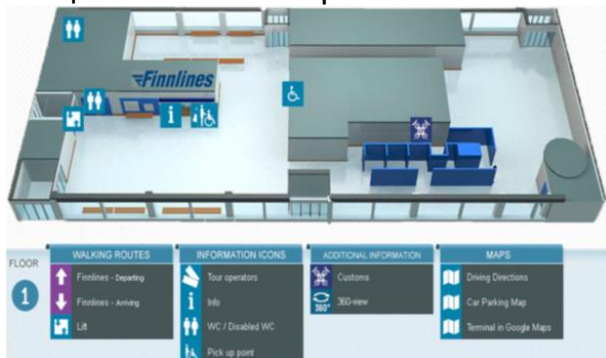 Finnlines
FLOOR
1
WALKING ROUTES
Finnlines - Departing
Finnlines - Arriving
Lift
INFORMATION ICONS
Tour operators
Info
WC / Disabled WC
Pick up point
ADDITIONAL INFORMATION
Customs
360°
360-view
MAPS
Driving Directions
Car Parking Map
Terminal in Google Maps